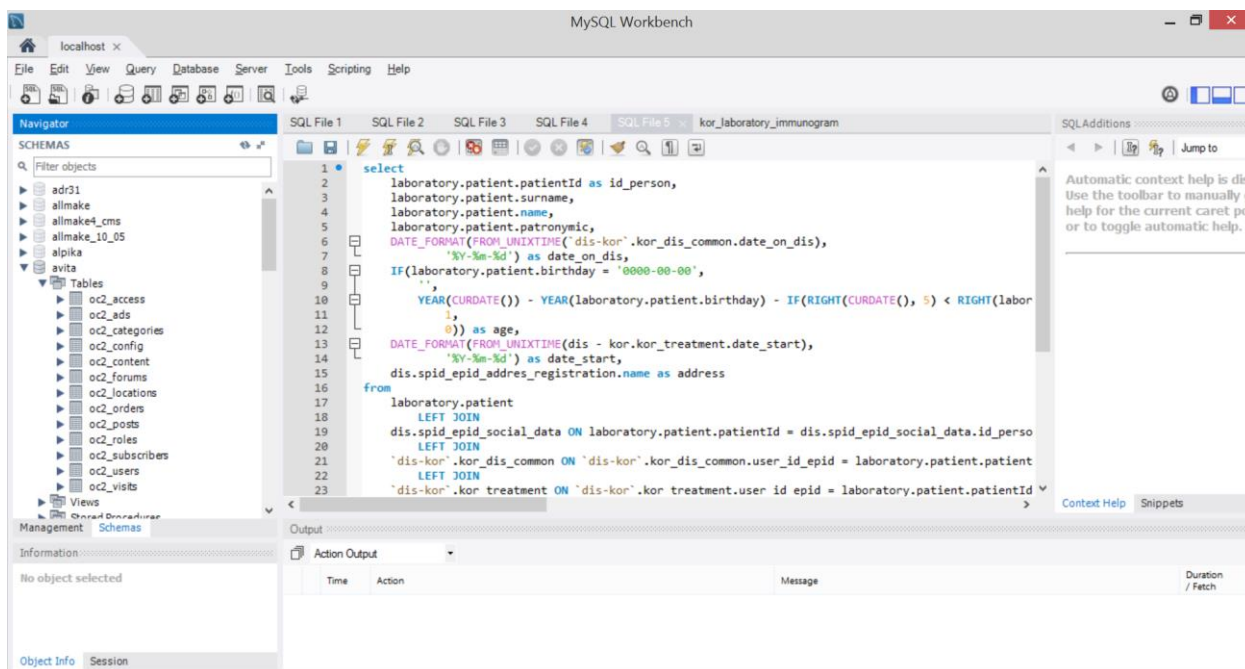 MySQL Workbench
localhost ×
File Edit View Query Database Server Tools Scripting Help
Navigator
SCHEMAS
Filter objects
adr31
allmake
allmake4_cms
allmake_10_05
alpika
avita
Tables
oc2_access
oc2_ads
oc2_categories
oc2_config
oc2_content
oc2_forums
oc2_locations
oc2_orders
oc2_posts
oc2_roles
oc2_subscribers
oc2_users
oc2_visits
Views
Stored Procedures
Management Schemas
Information
No object selected
Object Info Session
SQL File 1 SQL File 2 SQL File 3 SQL File 4 SQL File 5 × kor_laboratory_immunogram
1 select
2 laboratory.patient.patientId as id_person,
3 laboratory.patient.surname,
4 laboratory.patient.name,
5 laboratory.patient.patronymic,
6 DATE_FORMAT(FROM_UNIXTIME(`dis-kor`.kor_dis_common.date_on_dis),
7 '%Y-%m-%d') as date_on_dis,
8 IF(laboratory.patient.birthday = '0000-00-00',
9 '',
10 YEAR(CURDATE()) - YEAR(laboratory.patient.birthday) - IF(RIGHT(CURDATE(), 5) < RIGHT(labor
11 1,
12 0)) as age,
13 DATE_FORMAT(FROM_UNIXTIME(dis - kor.kor_treatment.date_start),
14 '%Y-%m-%d') as date_start,
15 dis.spid_epid_addres_registration.name as address
16 from
17 laboratory.patient
18 LEFT JOIN
19 dis.spid_epid_social_data ON laboratory.patient.patientId = dis.spid_epid_social_data.id_perso
20 LEFT JOIN
21 `dis-kor`.kor_dis_common ON `dis-kor`.kor_dis_common.user_id_epid = laboratory.patient.patient
22 LEFT JOIN
23 `dis-kor`.kor_treatment ON `dis-kor`.kor_treatment.user_id_epid = laboratory.patient.patientId
Output
Action Output
Time Action Message Duration / Fetch
SQLAdditions
Jump to
Automatic context help is dis
Use the toolbar to manually
help for the current caret po
or to toggle automatic help.
Context Help Snippets